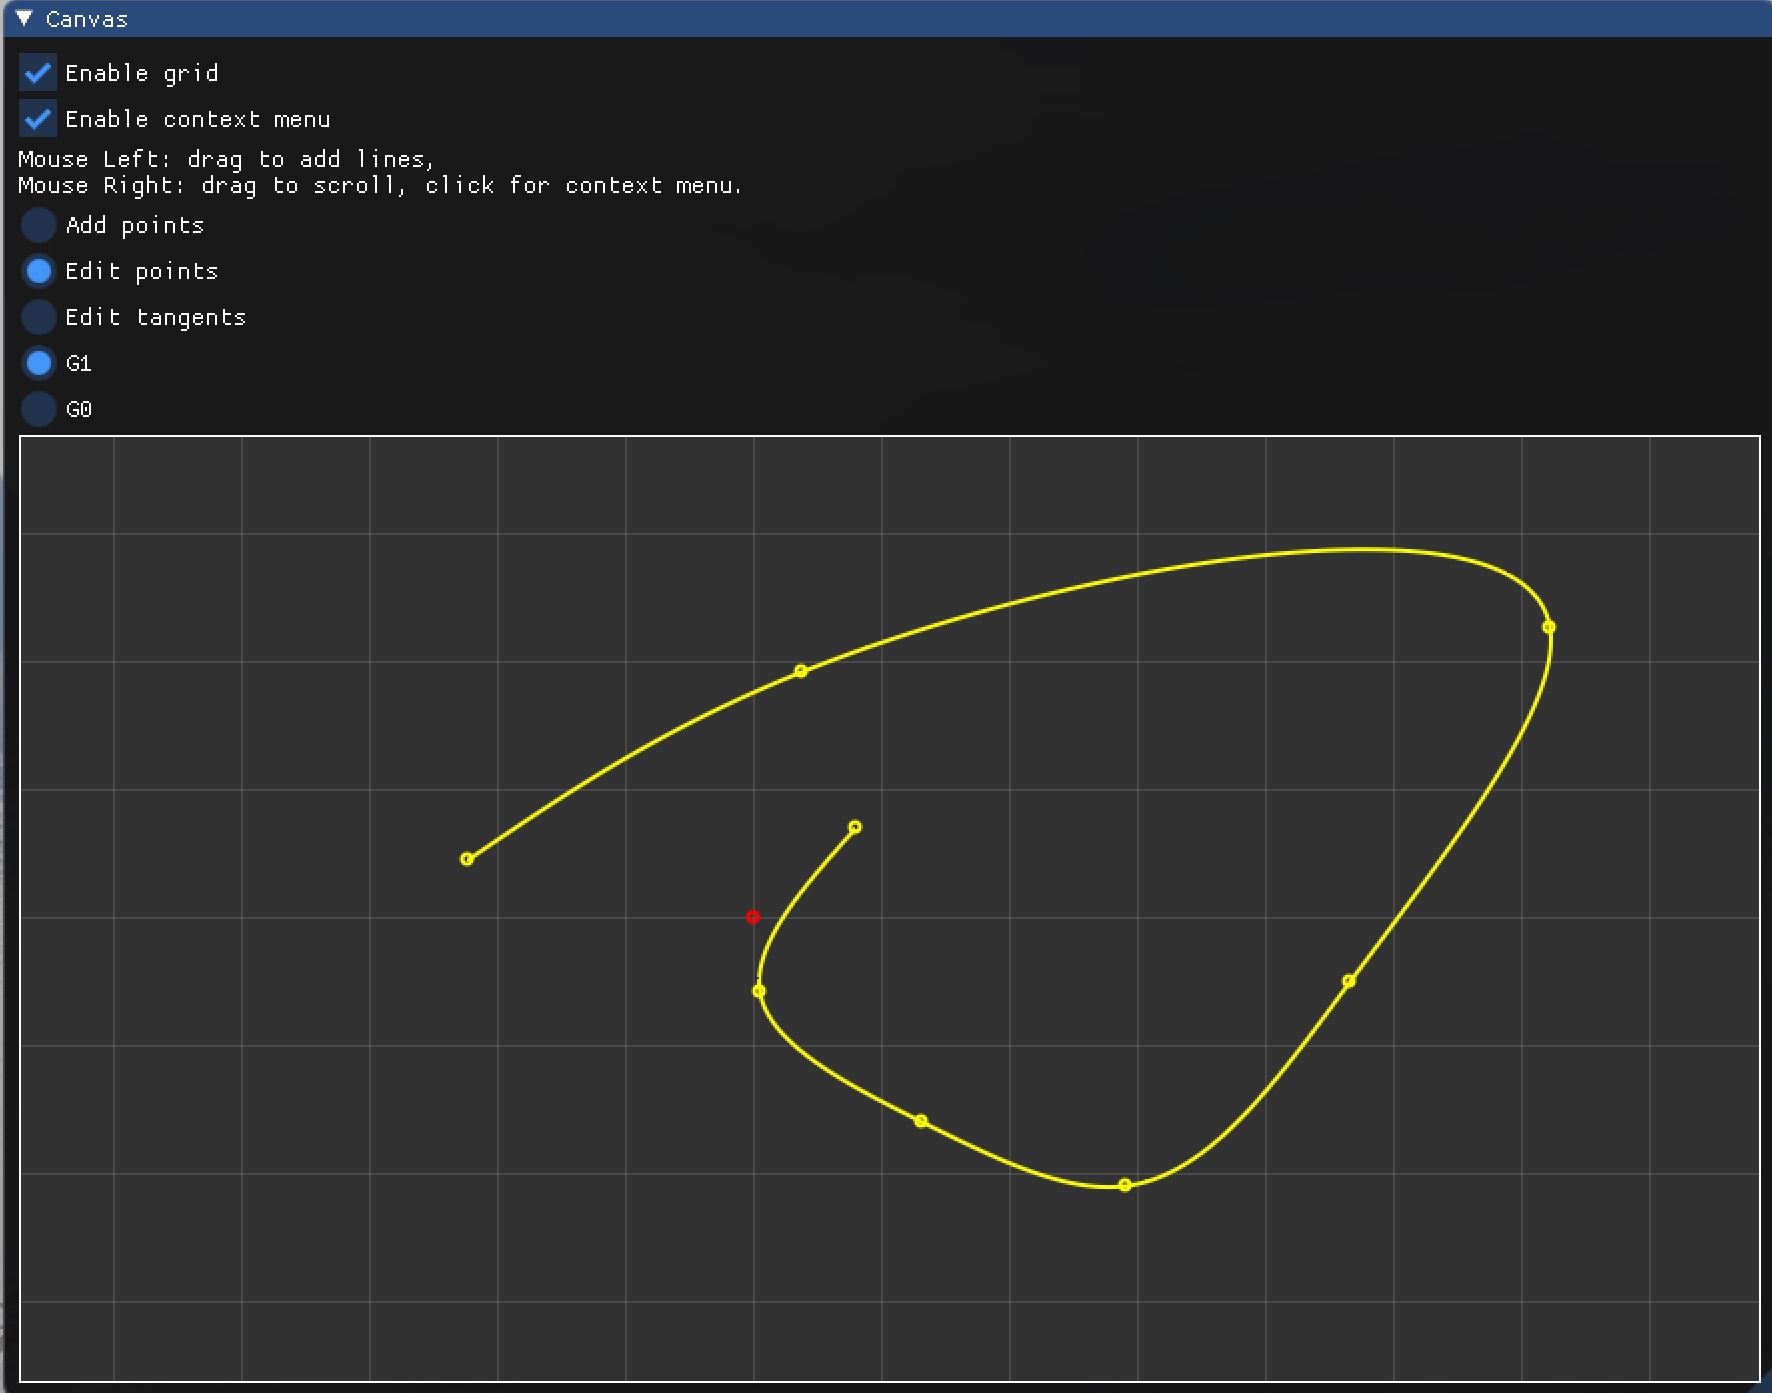 Canvas
Enable grid
Enable context menu
Mouse Left: drag to add lines,
Mouse Right: drag to scroll, click for context menu.
Add points
Edit points
Edit tangents
G1
G0